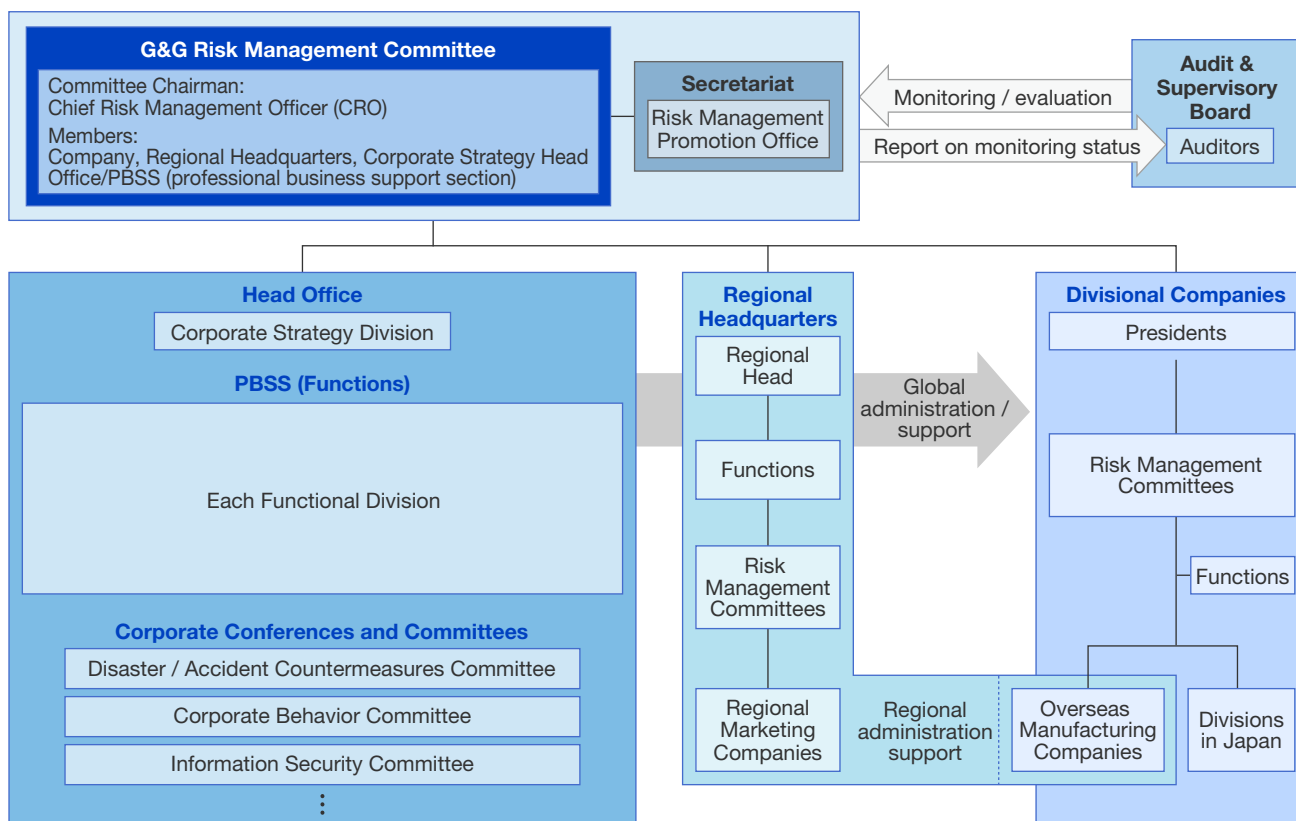 G&G Risk Management Committee
Committee Chairman:
Chief Risk Management Officer (CRO)
Members:
Company, Regional Headquarters, Corporate Strategy Head
Office/PBSS (professional business support section)
Secretariat
Risk Management
Promotion Office
Monitoring / evaluation
Report on monitoring status
Audit &
Supervisory
Board
Auditors
Head Office
Corporate Strategy Division
PBSS (Functions)
Each Functional Division
Corporate Conferences and Committees
Disaster / Accident Countermeasures Committee
Corporate Behavior Committee
Information Security Committee
⋮
Regional
Headquarters
Regional
Head
Functions
Risk
Management
Committees
Regional
Marketing
Companies
Global
administration /
support
Regional
administration
support
Divisional Companies
Presidents
Risk Management
Committees
Functions
Overseas
Manufacturing
Companies
Divisions
in Japan